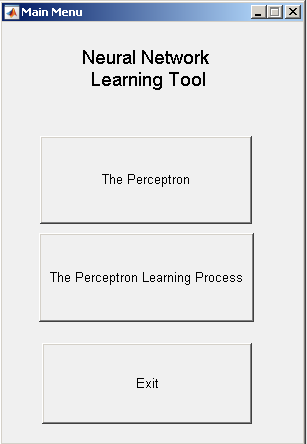 Main Menu
Neural Network
Learning Tool
The Perceptron
The Perceptron Learning Process
Exit